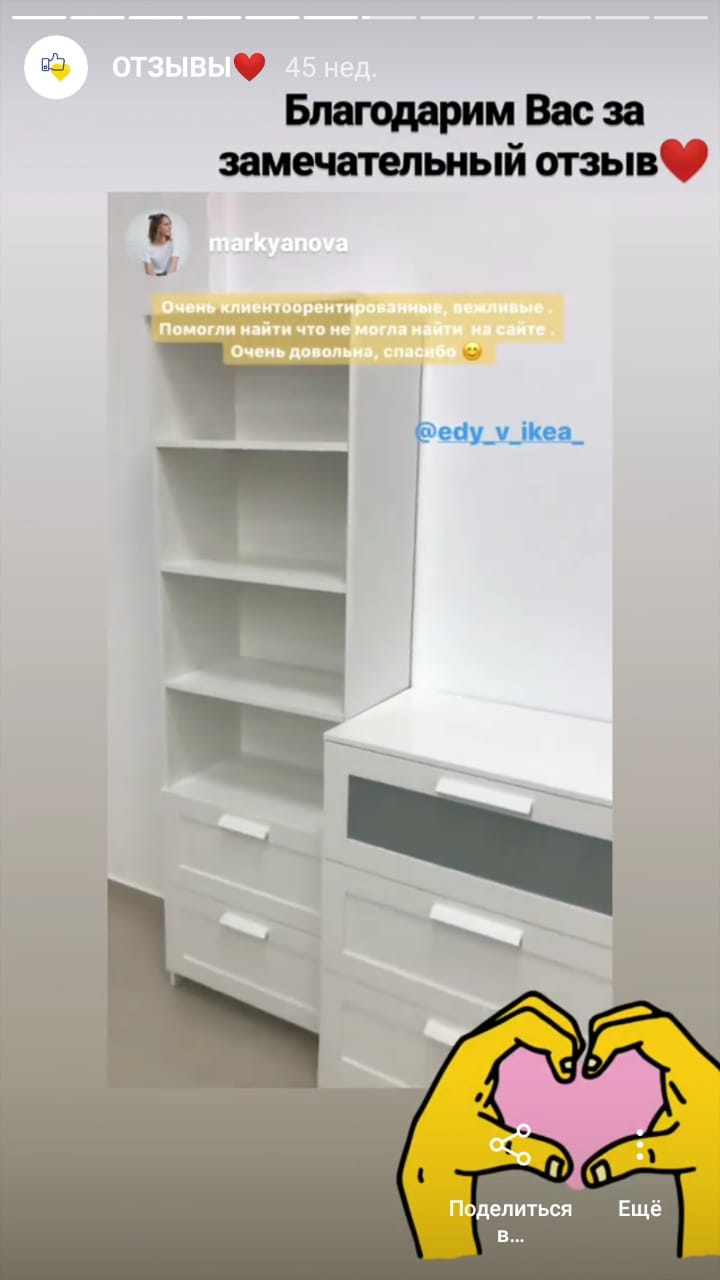 ОТЗЫВЫ❤️ 45 нед.
Благодарим Вас за
замечательный отзыв❤️
markyanova
Очень клиентоорентированные, вежливые .
Помогли найти что не могла найти на сайте .
Очень довольна, спасибо 😊
@edy_v_ikea_
Поделиться
в...
Ещё